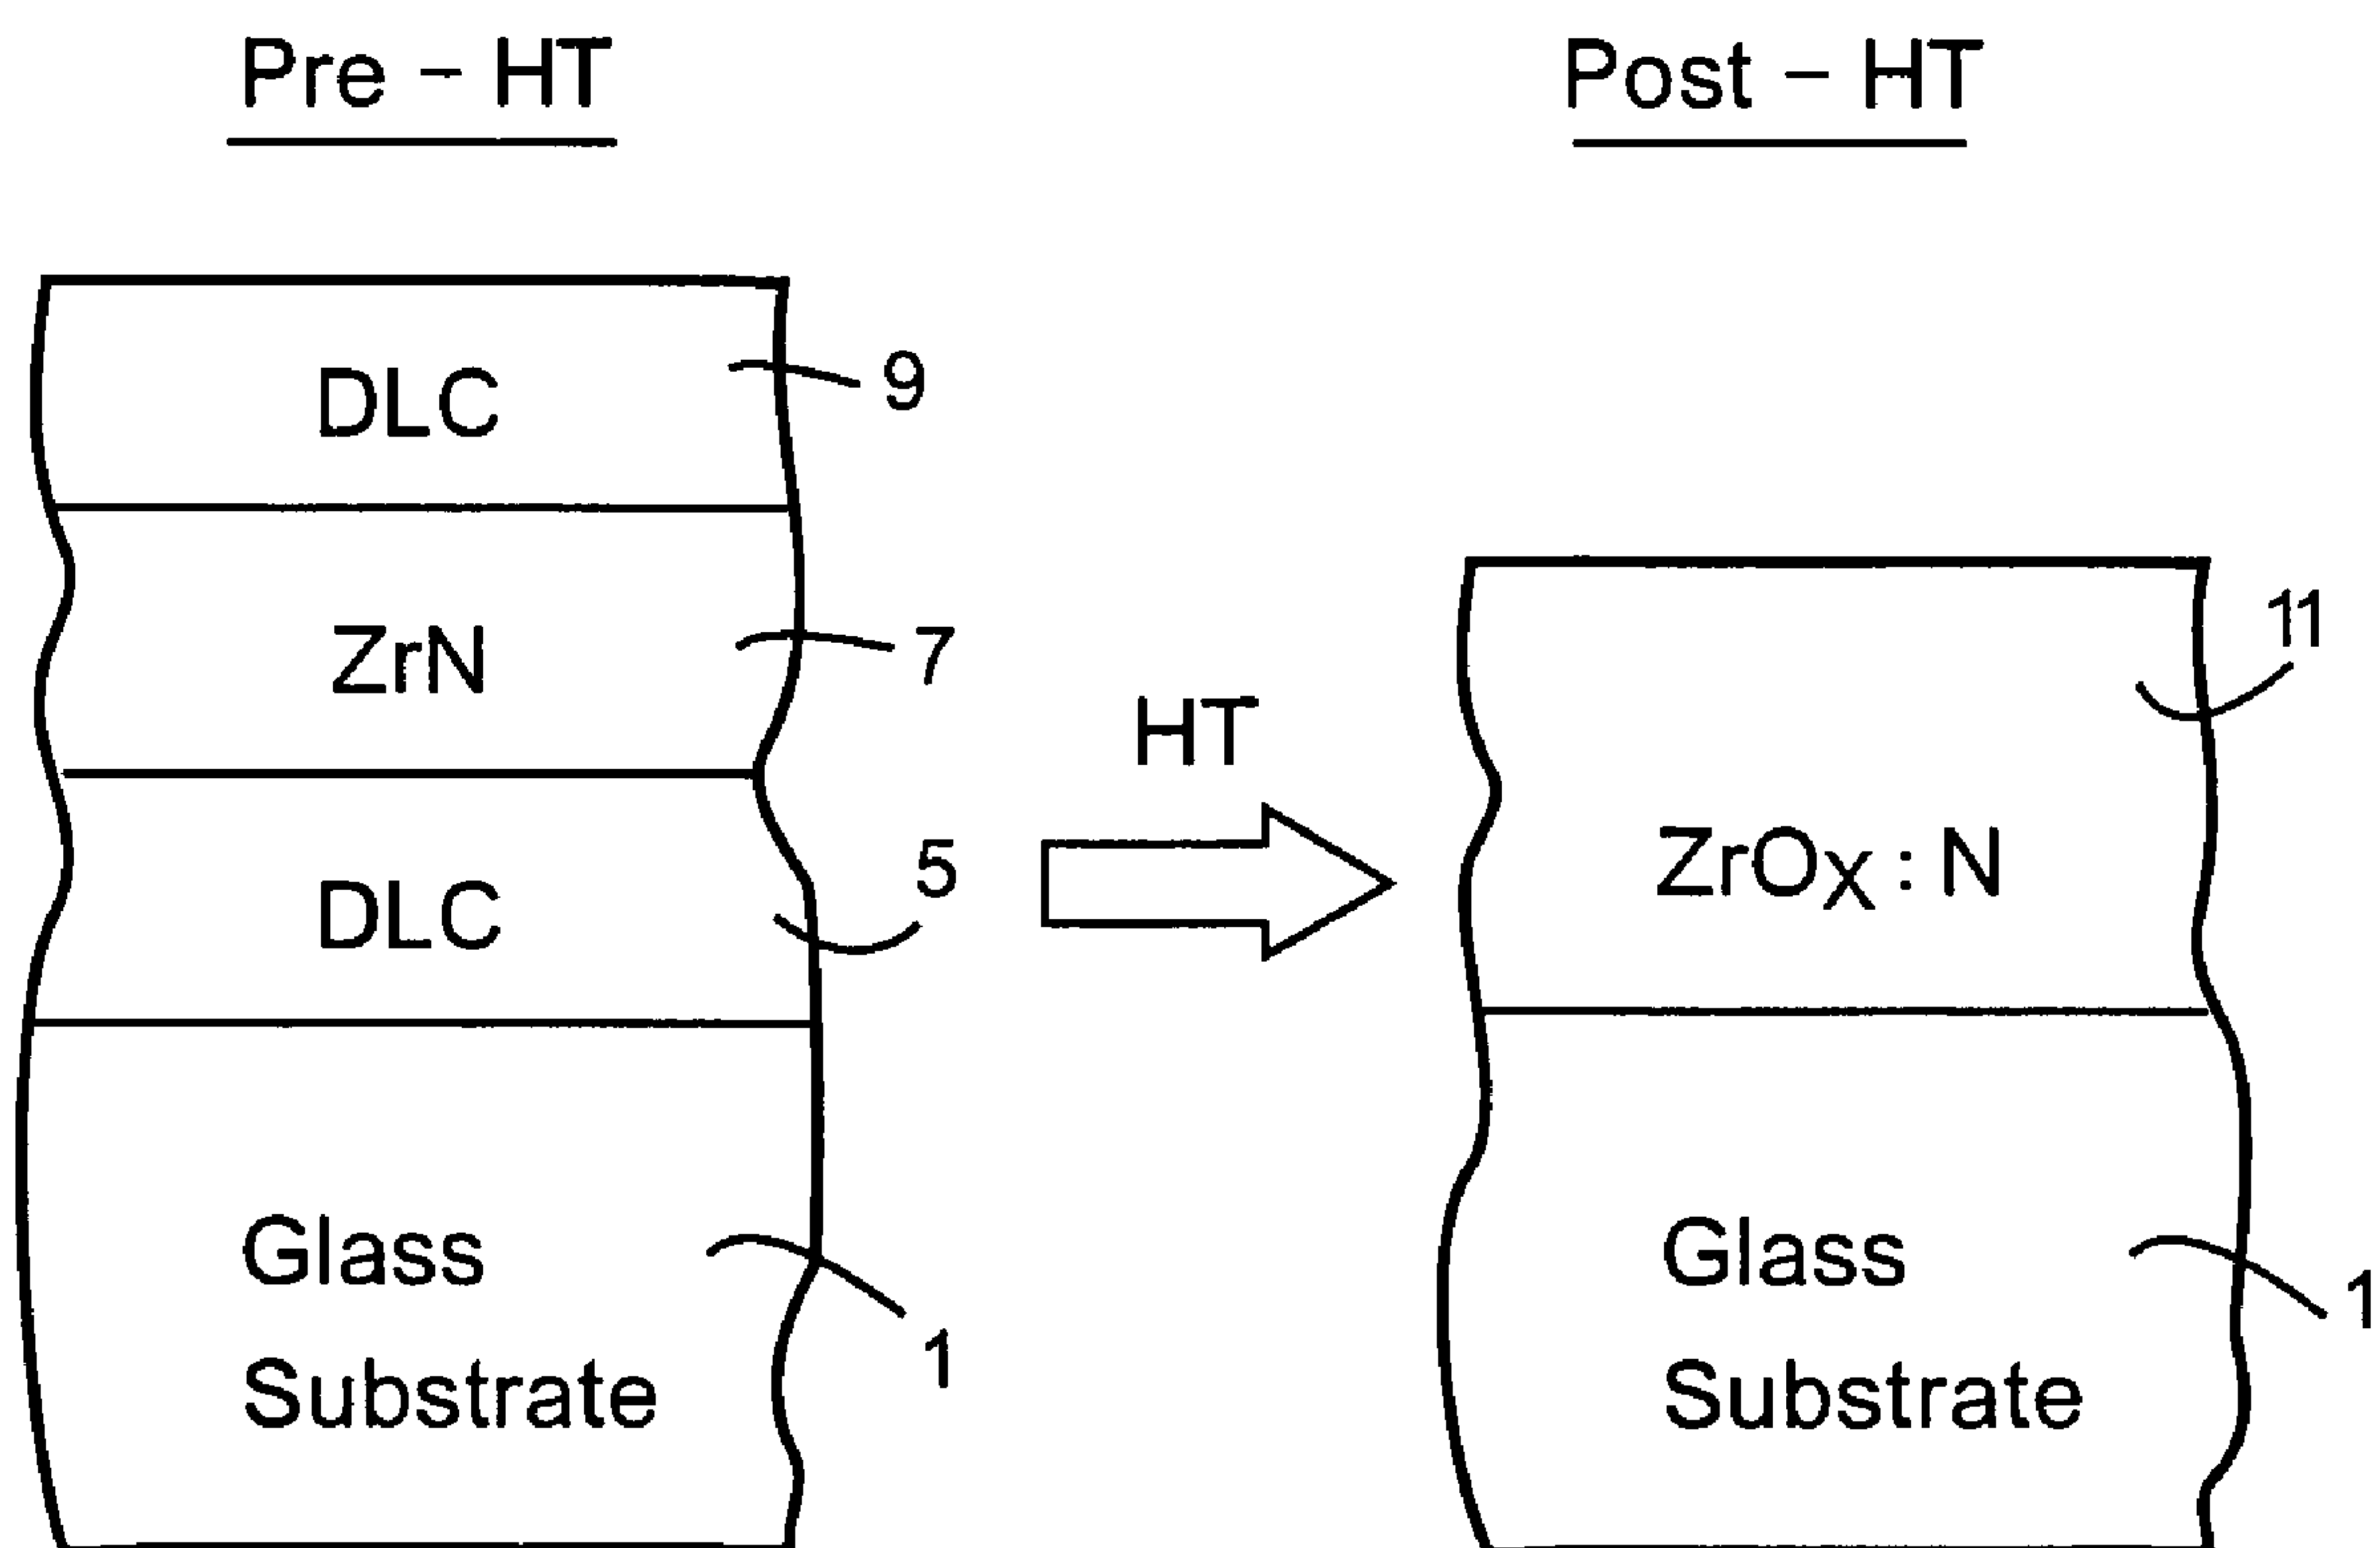 Pre – HT
Post – HT
DLC
9
ZrN
7
DLC
5
Glass
Substrate
1
HT
11
ZrOX : N
Glass
Substrate
1